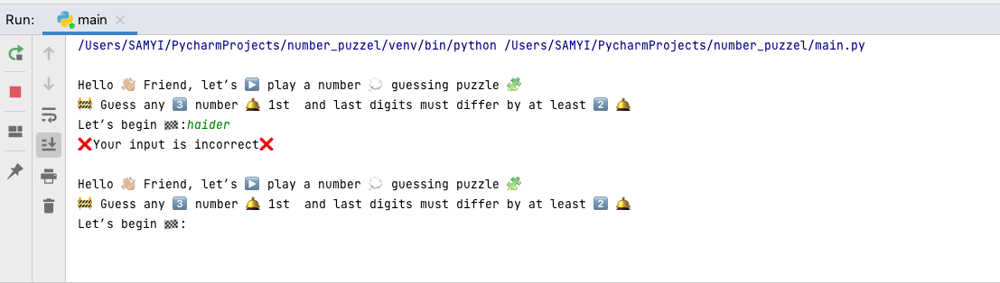 Run: main
/Users/SAMYI/PycharmProjects/number_puzzel/venv/bin/python /Users/SAMYI/PycharmProjects/number_puzzel/main.py
Hello 👋🏼 Friend, let’s ▶️ play a number 💭 guessing puzzle 🧩
🚧 Guess any 3️⃣ number 🛎️ 1st  and last digits must differ by at least 2️⃣ 🛎️
Let’s begin 🏁:haider
❌Your input is incorrect❌
Hello 👋🏼 Friend, let’s ▶️ play a number 💭 guessing puzzle 🧩
🚧 Guess any 3️⃣ number 🛎️ 1st  and last digits must differ by at least 2️⃣ 🛎️
Let’s begin 🏁: